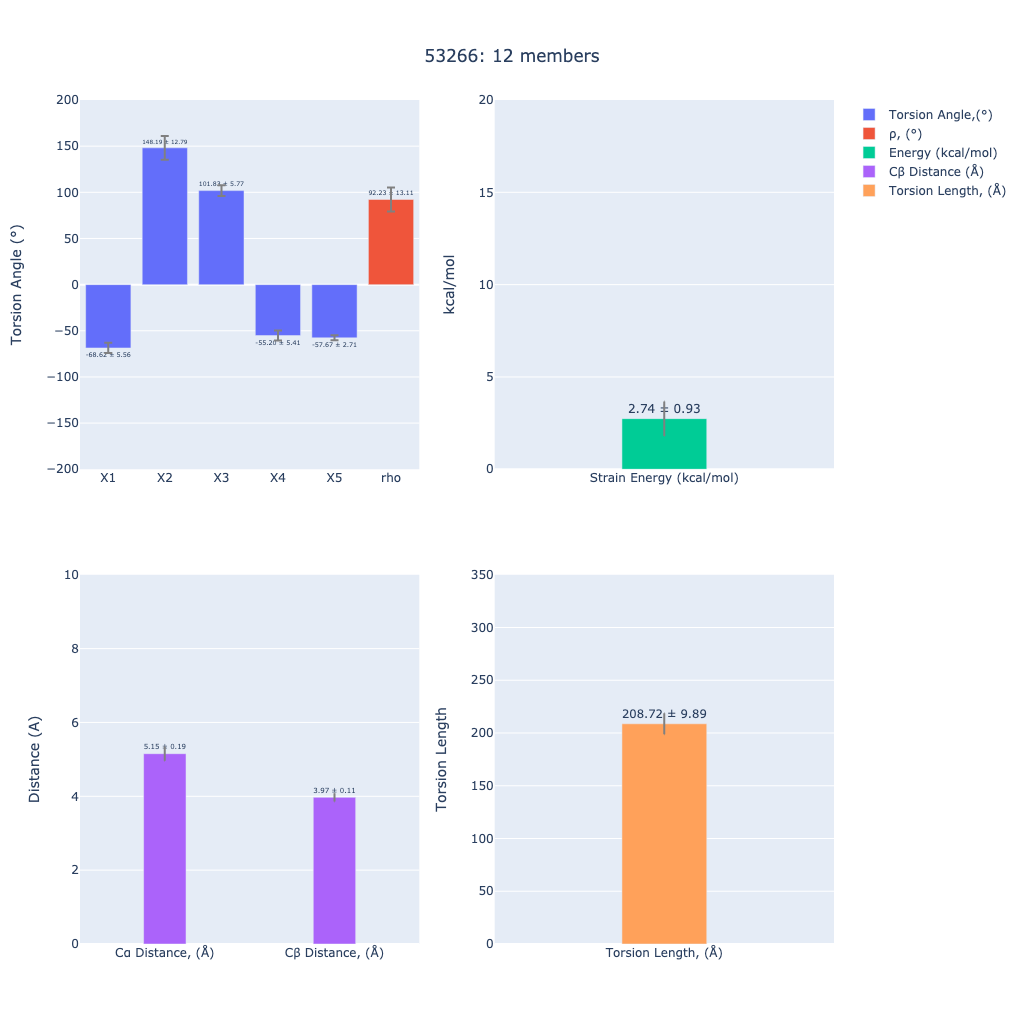 53266: 12 members
Torsion Angle (°)
200
150
100
50
0
−50
−100
−150
−200
148.19 ± 12.79
101.83 ± 5.77
92.23 ± 13.11
-68.62 ± 5.56
-55.20 ± 5.41
-57.67 ± 2.71
X1 X2 X3 X4 X5 rho
kcal/mol
20
15
10
5
0
2.74 ± 0.93
Strain Energy (kcal/mol)
Torsion Angle,(°)
ρ, (°)
Energy (kcal/mol)
Cβ Distance (Å)
Torsion Length, (Å)
Distance (A)
10
8
6
4
2
0
5.15 ± 0.19
3.97 ± 0.11
Cα Distance, (Å) Cβ Distance, (Å)
Torsion Length
350
300
250
200
150
100
50
0
208.72 ± 9.89
Torsion Length, (Å)